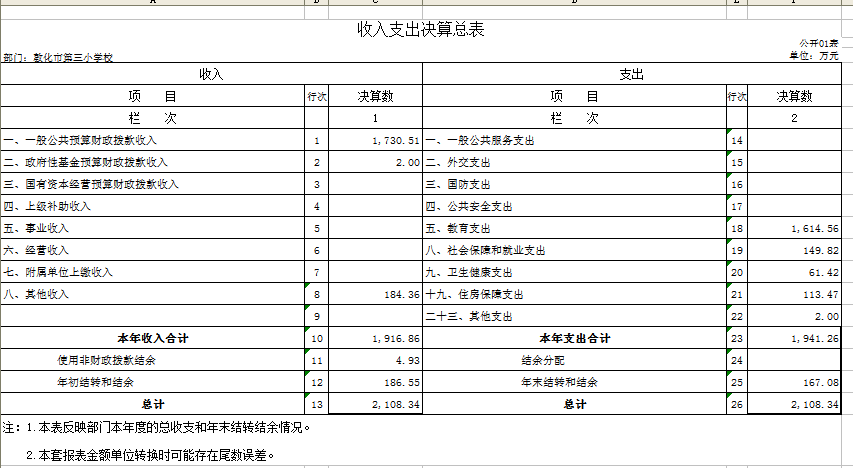 收入支出决算总表
公开01表
部门：敦化市第三小学校 单位：万元
收入 支出
项 目 行次 决算数 项 目 行次 决算数
栏 次 1 栏 次 2
一、一般公共预算财政拨款收入 1 1,730.51 一、一般公共服务支出 14
二、政府性基金预算财政拨款收入 2 2.00 二、外交支出 15
三、国有资本经营预算财政拨款收入 3 三、国防支出 16
四、上级补助收入 4 四、公共安全支出 17
五、事业收入 5 五、教育支出 18 1,614.56
六、经营收入 6 八、社会保障和就业支出 19 149.82
七、附属单位上缴收入 7 九、卫生健康支出 20 61.42
八、其他收入 8 184.36 十九、住房保障支出 21 113.47
9 二十三、其他支出 22 2.00
本年收入合计 10 1,916.86 本年支出合计 23 1,941.26
使用非财政拨款结余 11 4.93 结余分配 24
年初结转和结余 12 186.55 年末结转和结余 25 167.08
总计 13 2,108.34 总计 26 2,108.34
注：1.本表反映部门本年度的总收支和年末结转结余情况。
2.本套报表金额单位转换时可能存在尾数误差。